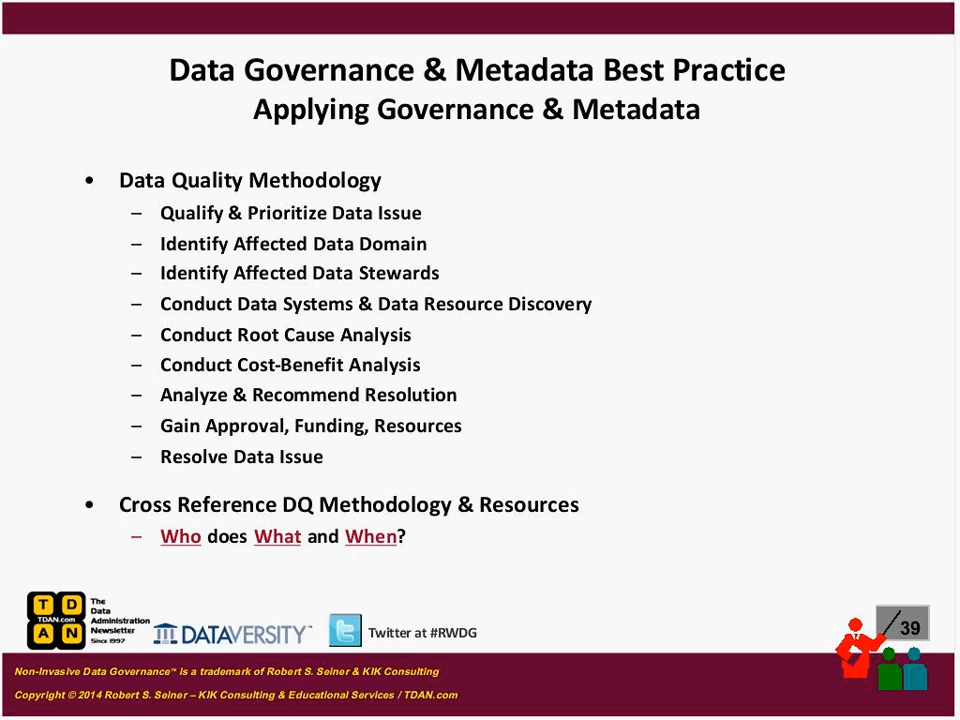 Data Governance & Metadata Best Practice
Applying Governance & Metadata
• Data Quality Methodology
– Qualify & Prioritize Data Issue
– Identify Affected Data Domain
– Identify Affected Data Stewards
– Conduct Data Systems & Data Resource Discovery
– Conduct Root Cause Analysis
– Conduct Cost-Benefit Analysis
– Analyze & Recommend Resolution
– Gain Approval, Funding, Resources
– Resolve Data Issue
• Cross Reference DQ Methodology & Resources
– Who does What and When?
T D
TDAN.com
A N
The
Data
Administration
Newsletter
Since 1997
DATAVERSITY™
Twitter at #RWDG
39
Non-Invasive Data Governance™ is a trademark of Robert S. Seiner & KIK Consulting
Copyright © 2014 Robert S. Seiner – KIK Consulting & Educational Services / TDAN.com